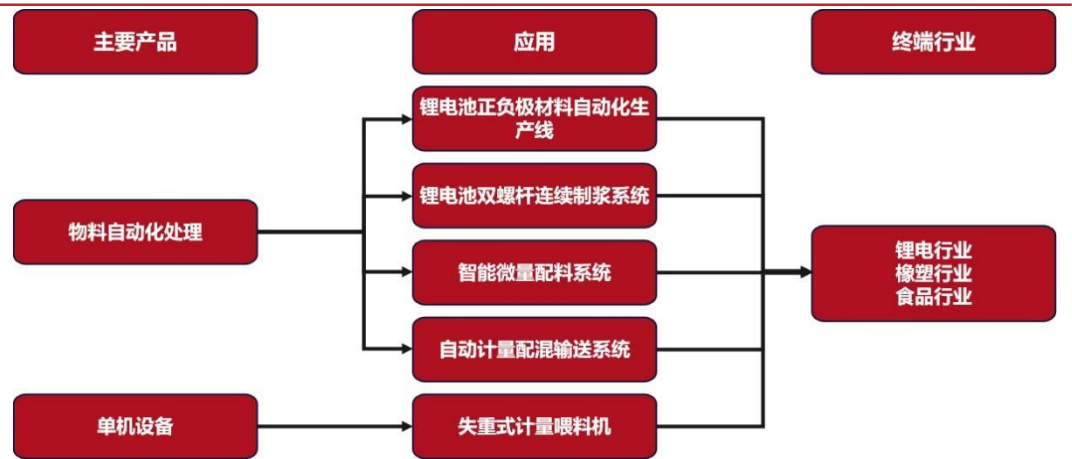 主要产品
应用
终端行业
锂电池正负极材料自动化生
产线
锂电池双螺杆连续制浆系统
物料自动化处理
智能微量配料系统
自动计量配混输送系统
锂电行业
橡塑行业
食品行业
单机设备
失重式计量喂料机